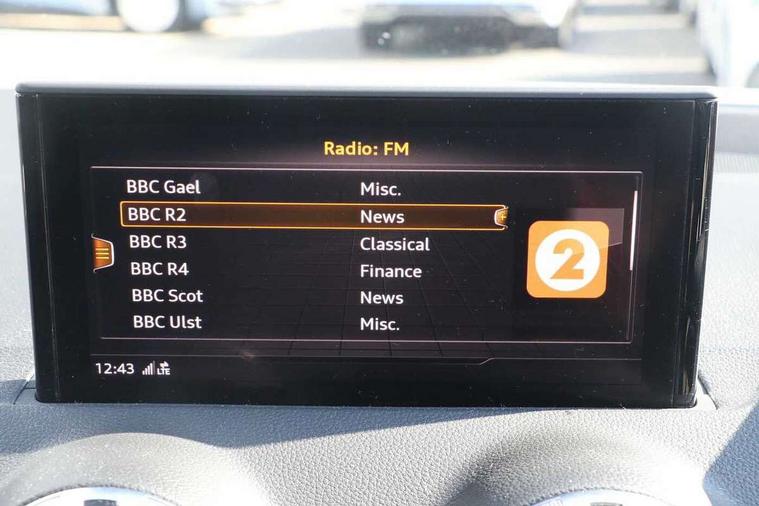 Radio: FM
BBC Gael Misc.
BBC R2 News
BBC R3 Classical
BBC R4 Finance
BBC Scot News
BBC Ulst Misc.
2
12:43 LTE